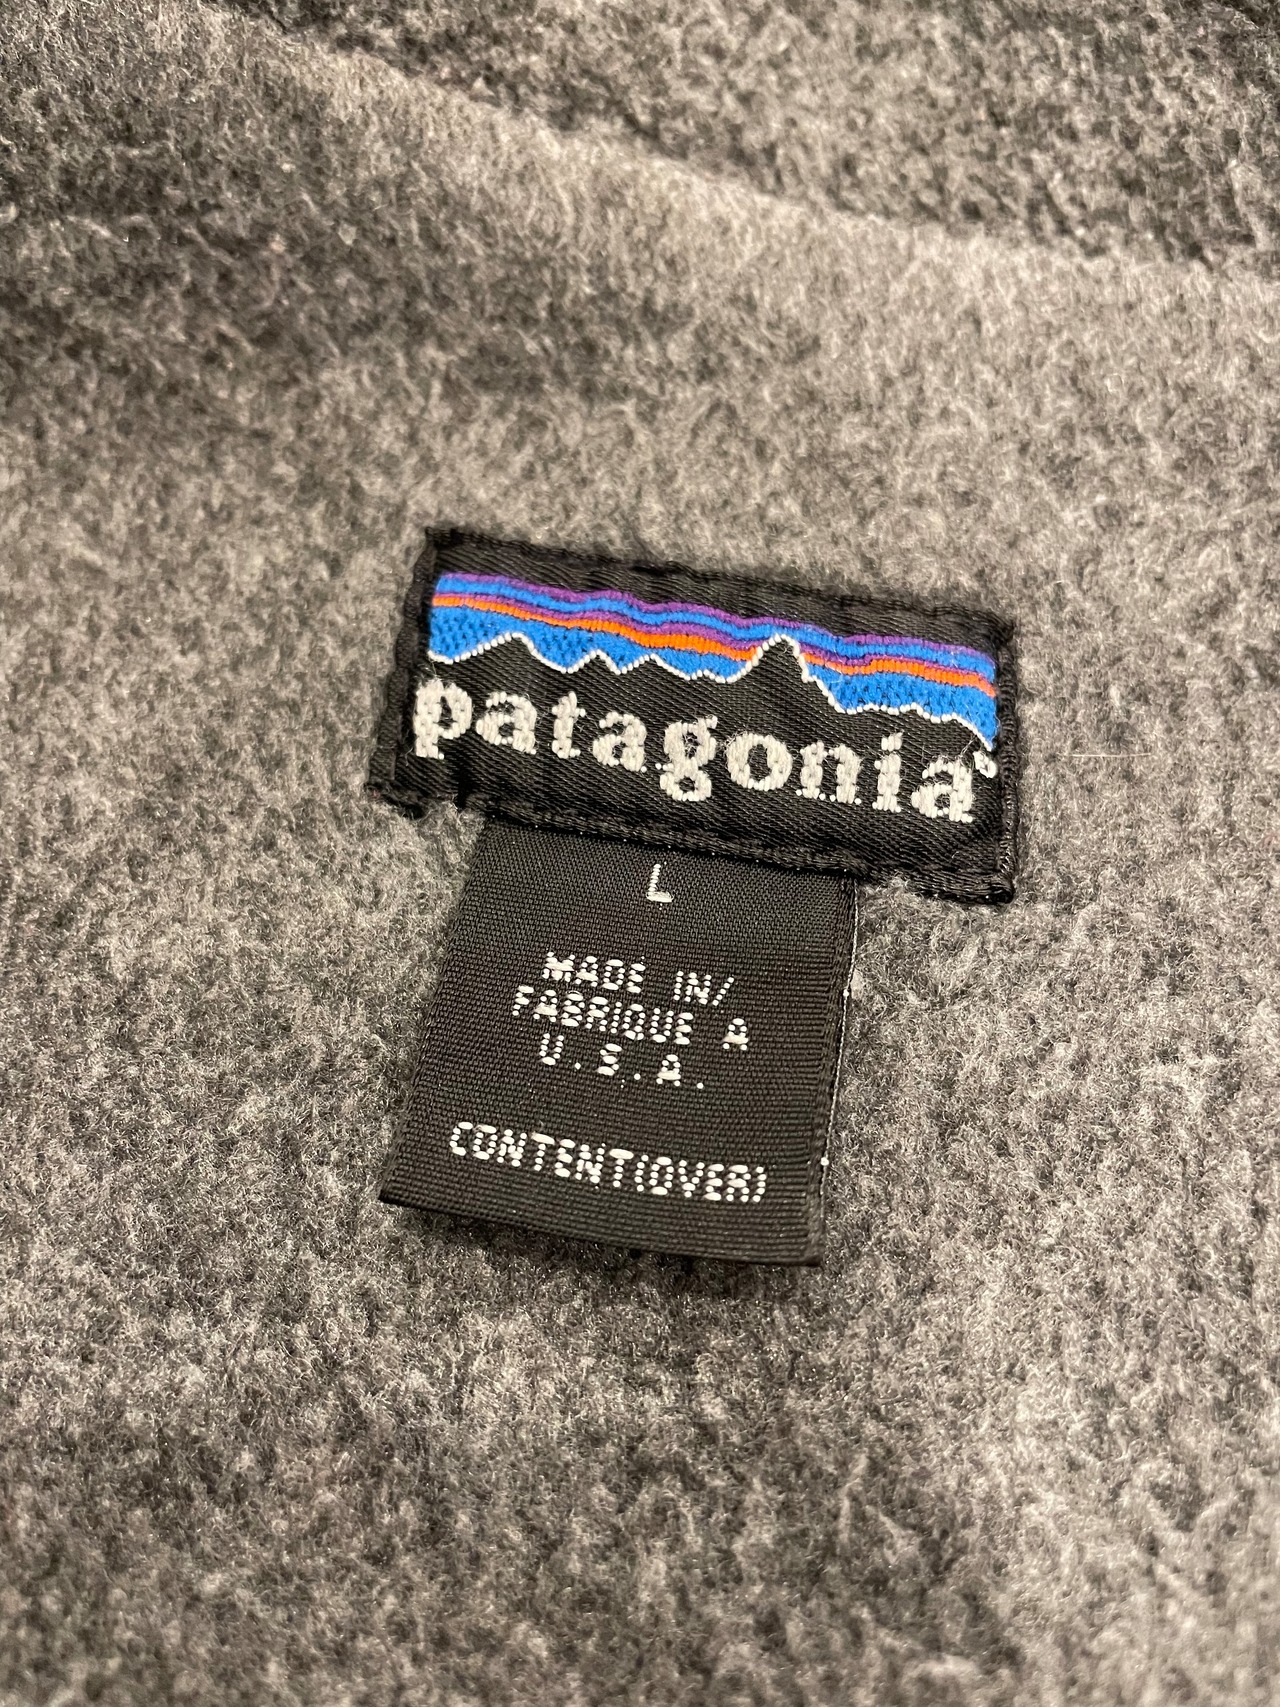 patagonia®
L
MADE IN/
FABRIQUE A
U.S.A.
CONTENT(OVER)